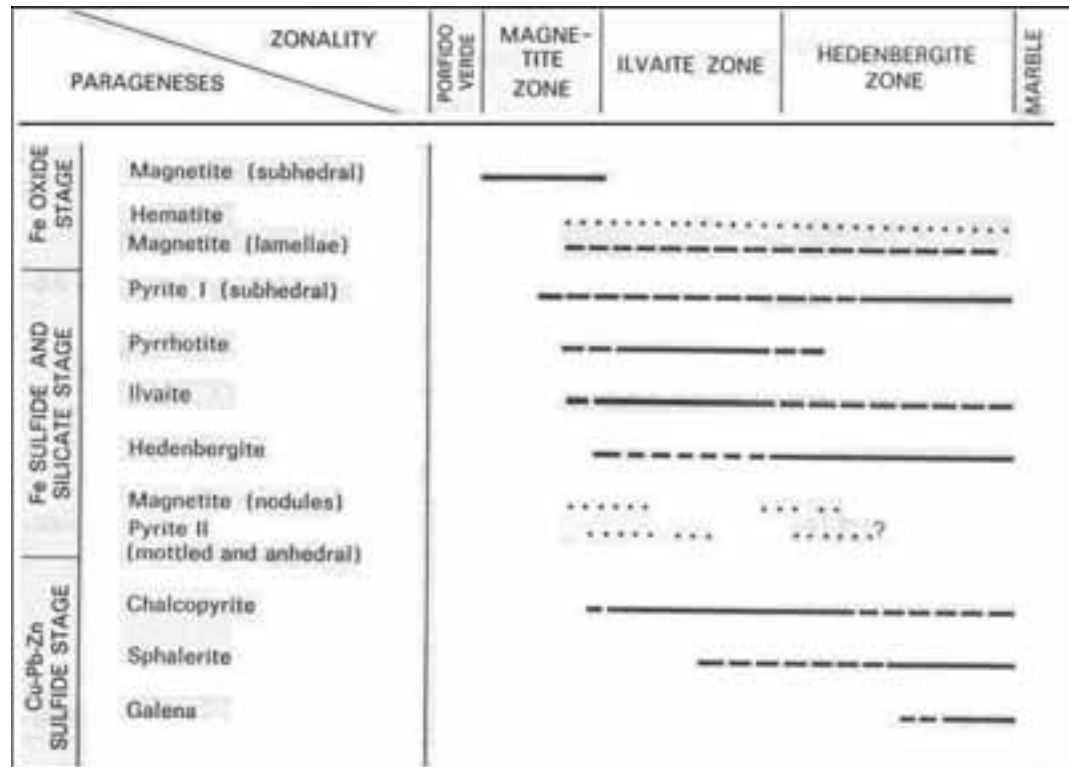 ZONALITY
PARAGENESES
PORFIDO
VERDE
MAGNE-
TITE
ZONE
ILVAITE ZONE
HEDENBERGITE
ZONE
MARBLE
Fe OXIDE
STAGE
Magnetite (subhedral)
Hematite
Magnetite (lamellae)
Fe SULFIDE AND
SILICATE STAGE
Pyrite I (subhedral)
Pyrrhotite
Ilvaite
Hedenbergite
Magnetite (nodules)
Pyrite II
(mottled and anhedral)
?
Cu-Pb-Zn
SULFIDE STAGE
Chalcopyrite
Sphalerite
Galena